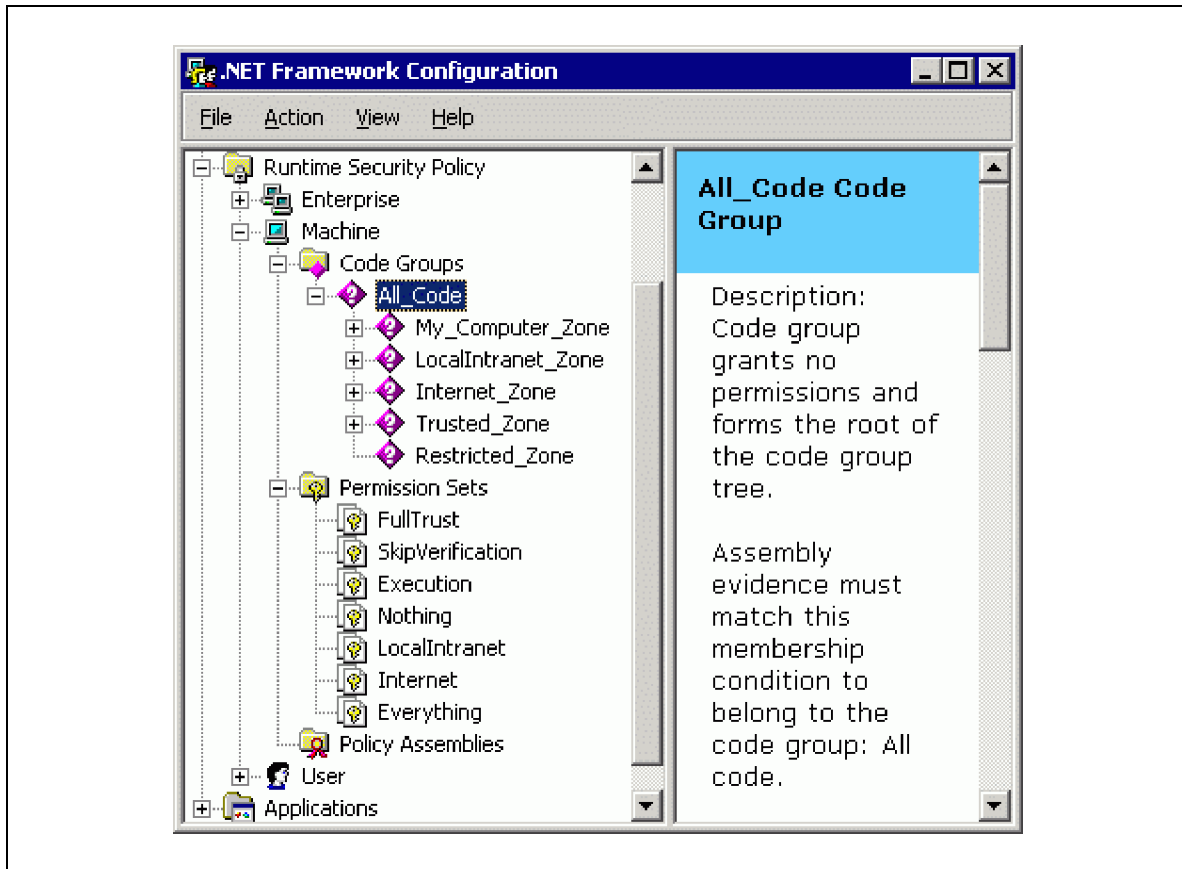 .NET Framework Configuration
File Action View Help
Runtime Security Policy
Enterprise
Machine
Code Groups
All_Code
My_Computer_Zone
LocalIntranet_Zone
Internet_Zone
Trusted_Zone
Restricted_Zone
Permission Sets
FullTrust
SkipVerification
Execution
Nothing
LocalIntranet
Internet
Everything
Policy Assemblies
User
Applications
All_Code Code
Group
Description:
Code group
grants no
permissions and
forms the root of
the code group
tree.
Assembly
evidence must
match this
membership
condition to
belong to the
code group: All
code.